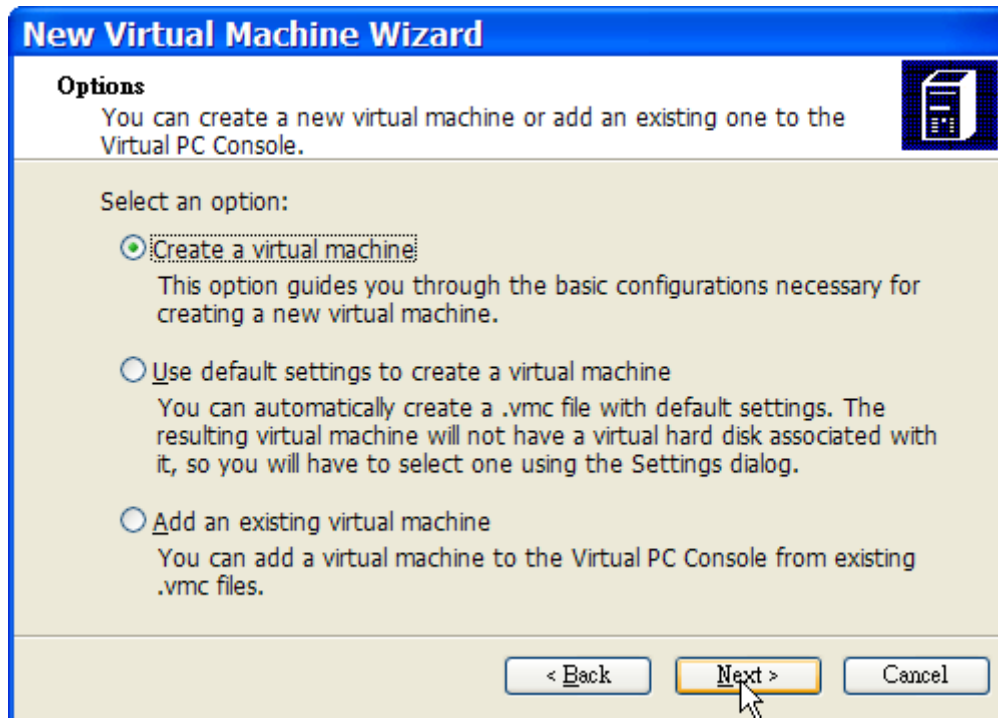 New Virtual Machine Wizard
Options
You can create a new virtual machine or add an existing one to the
Virtual PC Console.
Select an option:
Create a virtual machine
This option guides you through the basic configurations necessary for
creating a new virtual machine.
Use default settings to create a virtual machine
You can automatically create a .vmc file with default settings. The
resulting virtual machine will not have a virtual hard disk associated with
it, so you will have to select one using the Settings dialog.
Add an existing virtual machine
You can add a virtual machine to the Virtual PC Console from existing
.vmc files.
< Back Next > Cancel